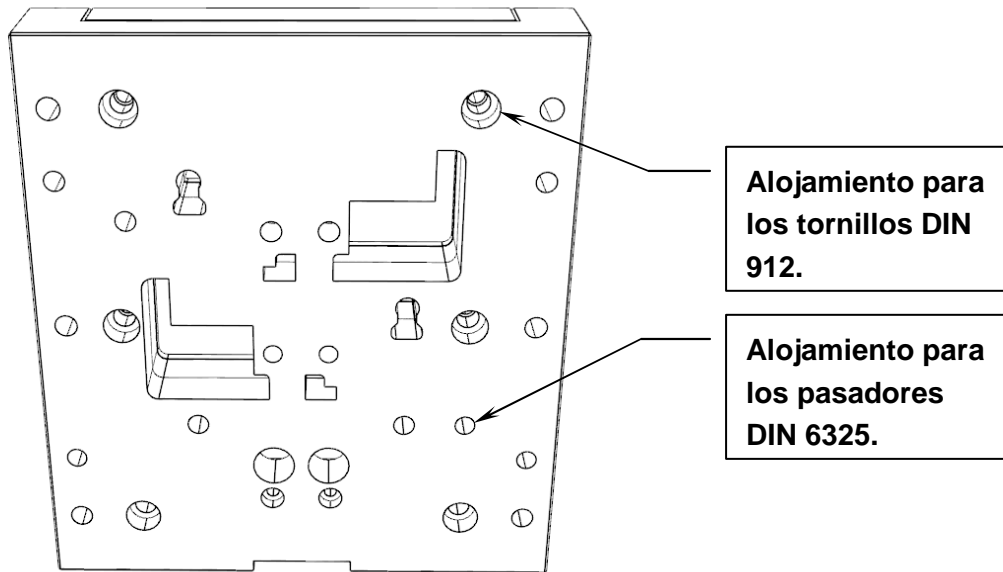 Alojamiento para
los tornillos DIN
912.
Alojamiento para
los pasadores
DIN 6325.